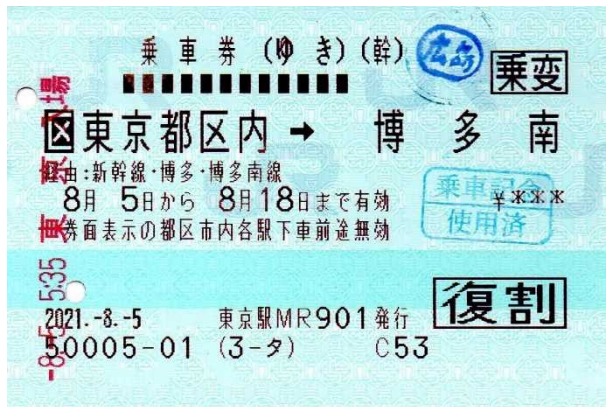 乗車券 (ゆき)(幹)
広島
乗変
■■■■■■■■■■■■
区東京都区内 → 博多南
経由:新幹線・博多・博多南線
8月 5日から 8月18日まで有効
乗車記念
使用済
¥***
券面表示の都区市内各駅下車前途無効
-8.-5 5:35 東京入場
復割
2021.-8.-5 東京駅MR901発行
50005-01 (3-タ) C53